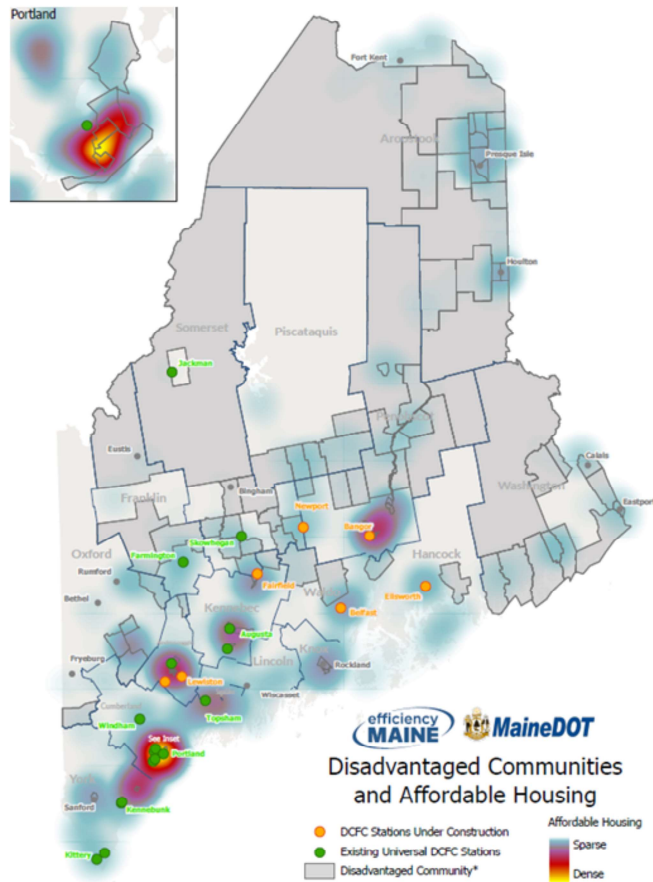 Portland
Fort Kent
Aroostook
Presque Isle
Houlton
Somerset
Piscataquis
Jackman
Penobscot
Eustis
Calais
Washington
Bingham
Franklin
Eastport
Newport
Bangor
Skowhegan
Hancock
Oxford
Farmington
Rumford
Fairfield
Waldo
Ellsworth
Bethel
Kennebec
Belfast
Augusta
Knox
Rockland
Lincoln
Fryeburg
Lewiston
Wiscasset
Cumberland
Topsham
Windham
See Inset
Portland
York
Sanford
Kennebunk
Kittery
efficiency
MAINE
MaineDOT
Disadvantaged Communities
and Affordable Housing
DCFC Stations Under Construction
Existing Universal DCFC Stations
Disadvantaged Community*
Affordable Housing
Sparse
Dense